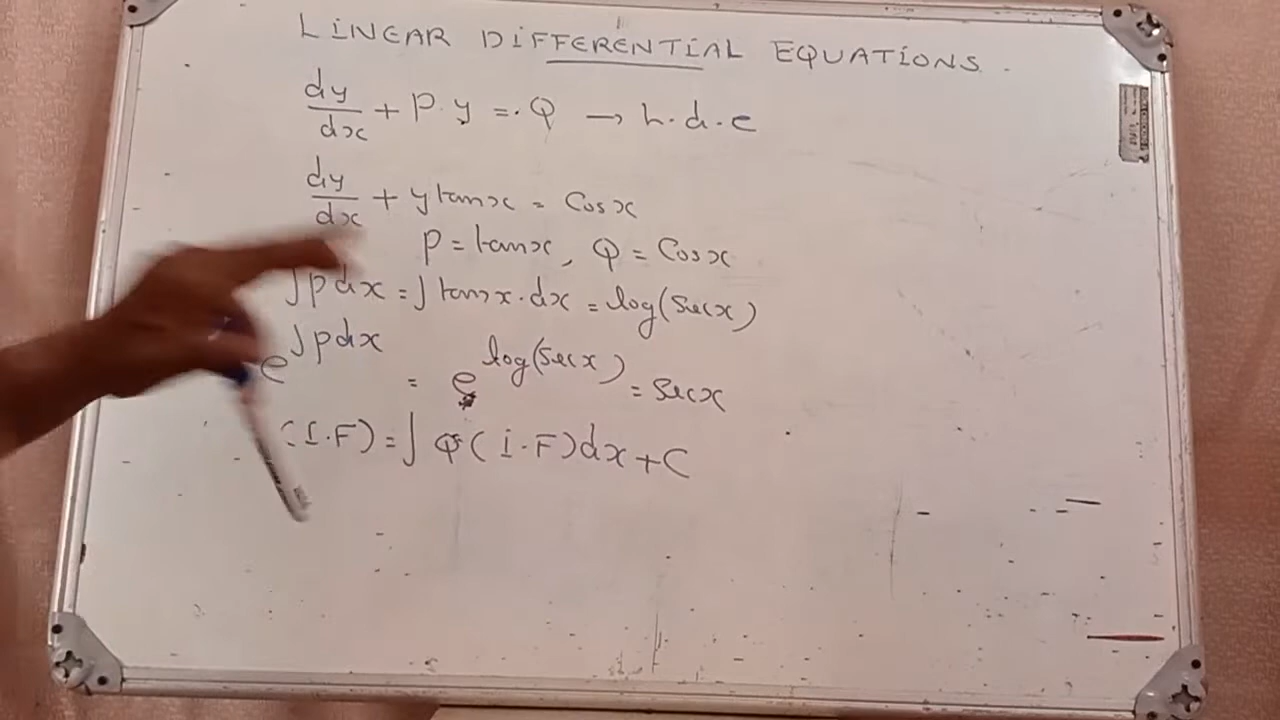 LINEAR DIFFERENTIAL EQUATIONS.
dy/dx + P.y = Q → L.d.e
dy/dx + y tanx = Cosx
P = tanx, Q = Cosx
∫pdx = ∫tanx.dx = log(Secx)
e^∫pdx = e^log(Secx) = Secx
(I.F) = ∫Q(I.F)dx + C